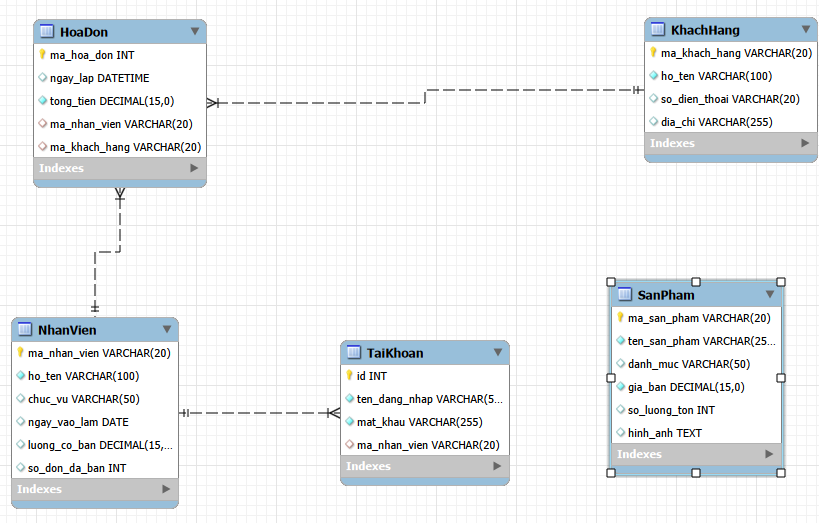 HoaDon
ma_hoa_don INT
ngay_lap DATETIME
tong_tien DECIMAL(15,0)
ma_nhan_vien VARCHAR(20)
ma_khach_hang VARCHAR(20)
Indexes
KhachHang
ma_khach_hang VARCHAR(20)
ho_ten VARCHAR(100)
so_dien_thoai VARCHAR(20)
dia_chi VARCHAR(255)
Indexes
NhanVien
ma_nhan_vien VARCHAR(20)
ho_ten VARCHAR(100)
chuc_vu VARCHAR(50)
ngay_vao_lam DATE
luong_co_ban DECIMAL(15,...
so_don_da_ban INT
Indexes
TaiKhoan
id INT
ten_dang_nhap VARCHAR(5...
mat_khau VARCHAR(255)
ma_nhan_vien VARCHAR(20)
Indexes
SanPham
ma_san_pham VARCHAR(20)
ten_san_pham VARCHAR(25...
danh_muc VARCHAR(50)
gia_ban DECIMAL(15,0)
so_luong_ton INT
hinh_anh TEXT
Indexes